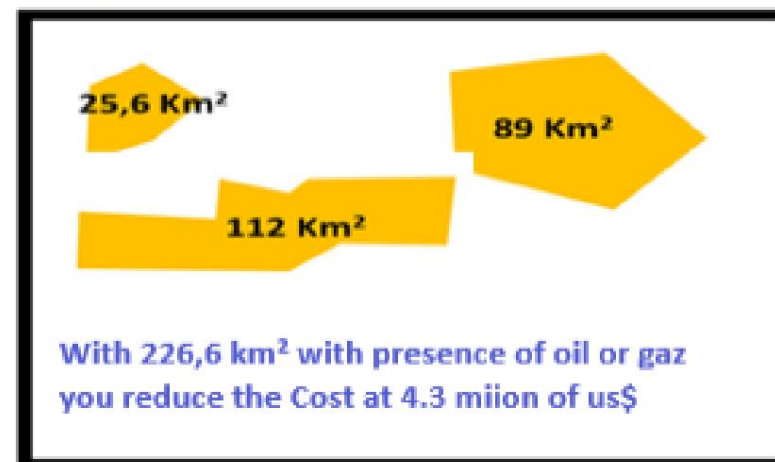 25,6 Km²
89 Km²
112 Km²
With 226,6 km² with presence of oil or gaz
you reduce the Cost at 4.3 miion of us$